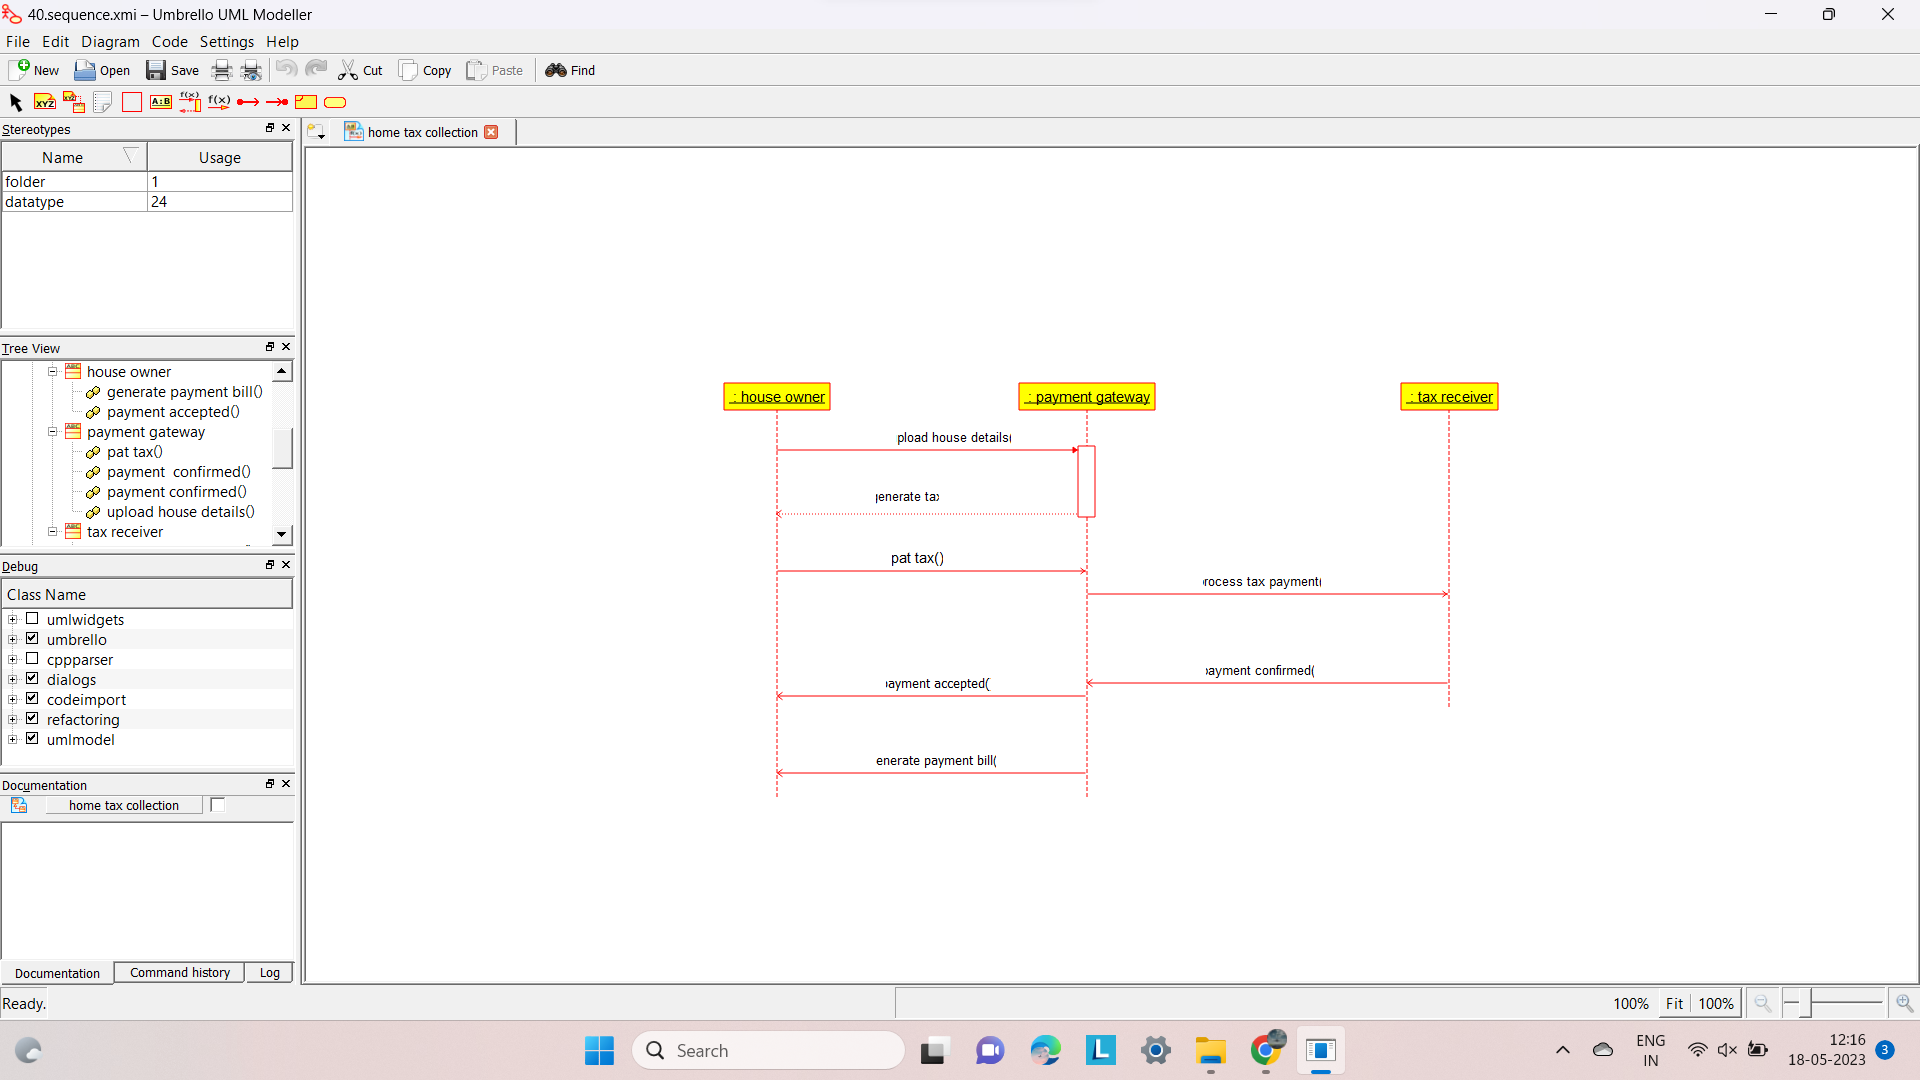 40.sequence.xmi – Umbrello UML Modeller
File Edit Diagram Code Settings Help
New Open Save Cut Copy Paste Find
XYZ XYZ A:B f(x) f(x)
Stereotypes
home tax collection
Name Usage
folder 1
datatype 24
Tree View
house owner
generate payment bill()
payment accepted()
payment gateway
pat tax()
payment  confirmed()
payment confirmed()
upload house details()
tax receiver
: house owner : payment gateway : tax receiver
pload house details(
enerate tax
pat tax()
rocess tax payment(
ayment confirmed(
ayment accepted(
enerate payment bill(
Debug
Class Name
umlwidgets
umbrello
cppparser
dialogs
codeimport
refactoring
umlmodel
Documentation
home tax collection
Documentation Command history Log
Ready.
100% Fit 100%
Search
L
ENG
IN
12:16
18-05-2023
3